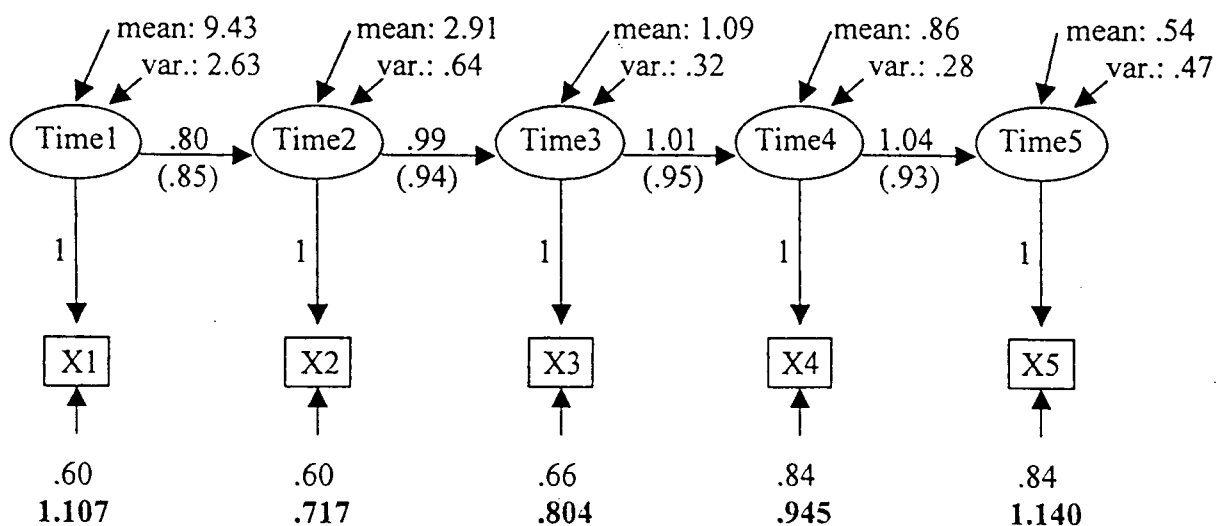 mean: 9.43 mean: 2.91 mean: 1.09 mean: .86 mean: .54
var.: 2.63 var.: .64 var.: .32 var.: .28 var.: .47
Time1 .80 Time2 .99 Time3 1.01 Time4 1.04 Time5
(.85) (.94) (.95) (.93)
1 1 1 1 1
X1 X2 X3 X4 X5
.60 .60 .66 .84 .84
1.107 .717 .804 .945 1.140